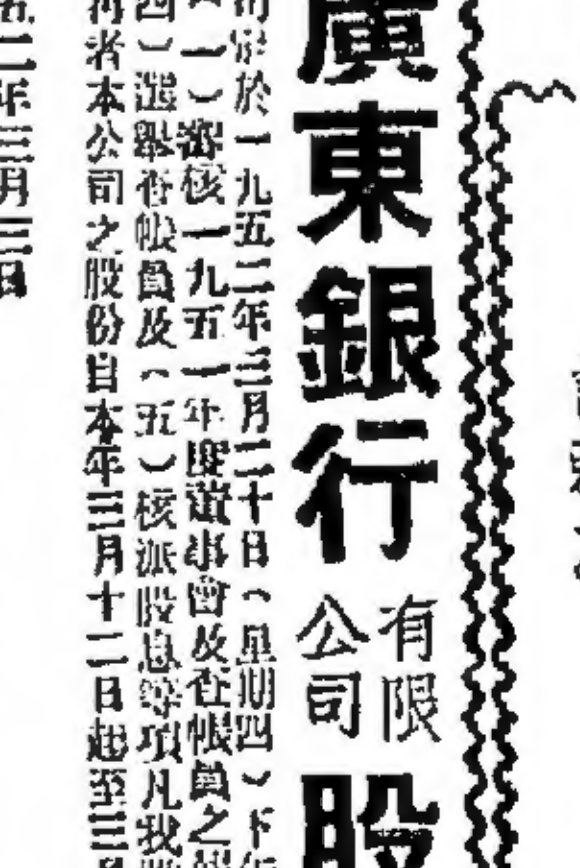 廣東銀行有限公司股
於一九五二年三月二十日（星期四）下
（一）審核一九五一年度董事會及查帳員之
四）選舉查帳員及（五）核派股息等項凡我
者本公司之股份自本年三月十二日起至三月
五二年三月三日